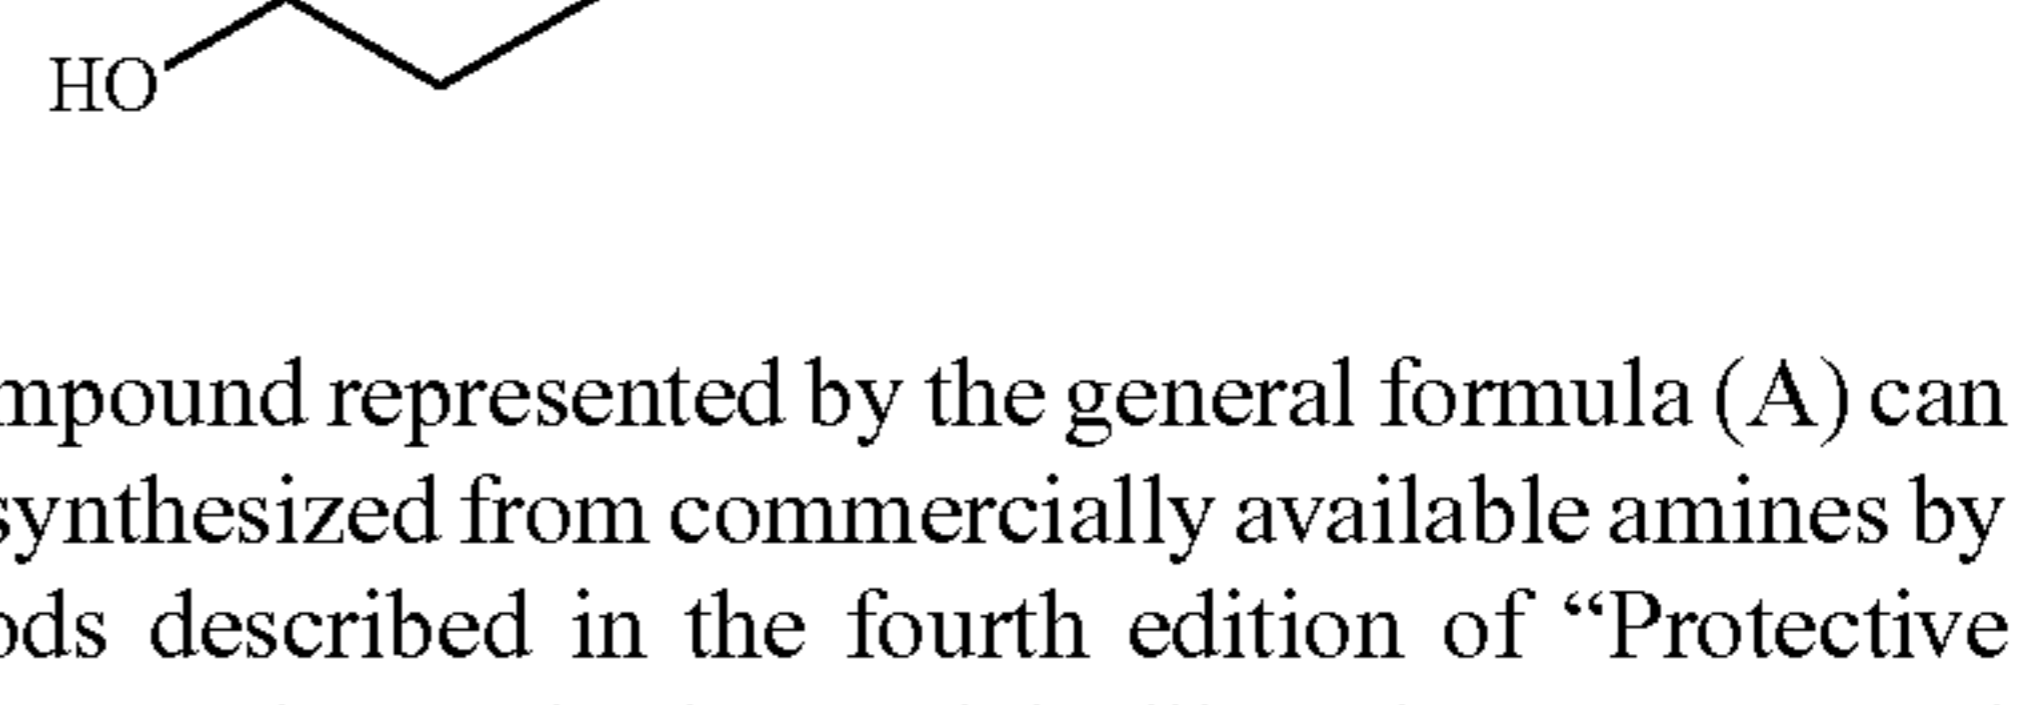 HO
mpound represented by the general formula (A) can
synthesized from commercially available amines by
ods described in the fourth edition of “Protective